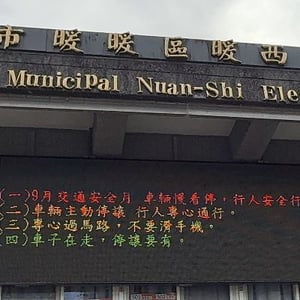 市暖暖區暖西
Municipal Nuan-Shi Ele
(一)9月交通安全月 車輛慢看停,行人安全行
(二)車輛主動停讓 行人專心通行。
(三)專心過馬路,不要滑手機。
(四)車子在走,停讓要有。